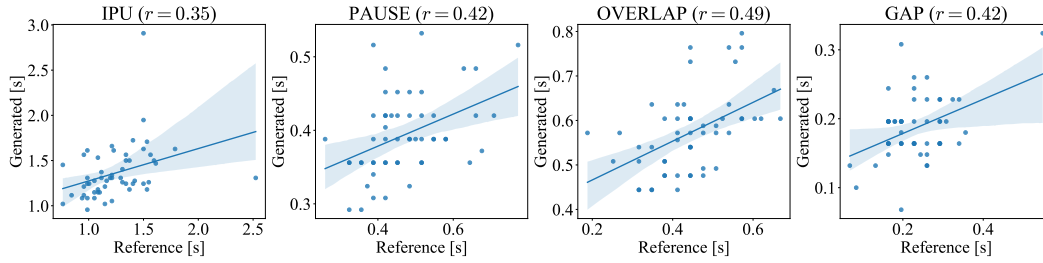 IPU (r = 0.35)
Generated [s]
3.0
2.5
2.0
1.5
1.0
1.0 1.5 2.0 2.5
Reference [s]
PAUSE (r = 0.42)
Generated [s]
0.5
0.4
0.3
0.4 0.6
Reference [s]
OVERLAP (r = 0.49)
Generated [s]
0.8
0.7
0.6
0.5
0.4
0.2 0.4 0.6
Reference [s]
GAP (r = 0.42)
Generated [s]
0.3
0.2
0.1
0.2 0.4
Reference [s]